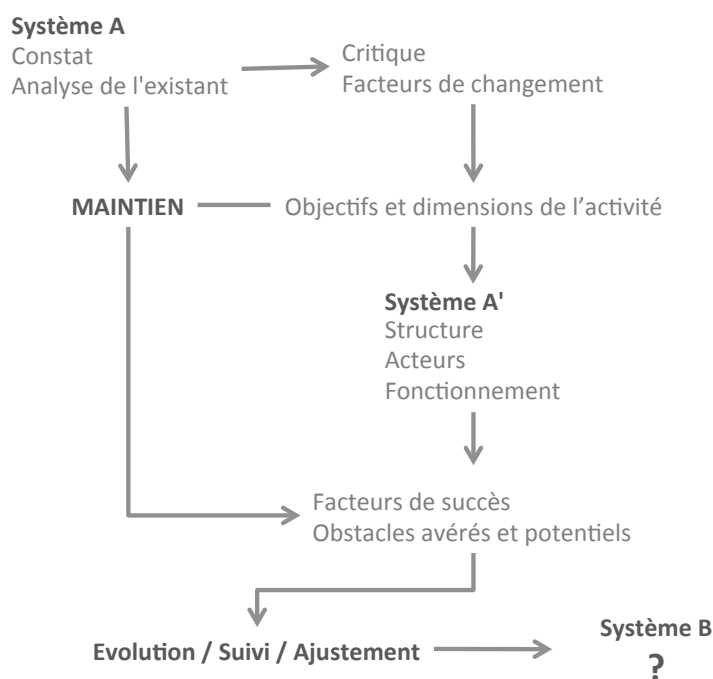 Système A
Constat
Analyse de l'existant
Critique
Facteurs de changement
MAINTIEN
Objectifs et dimensions de l’activité
Système A'
Structure
Acteurs
Fonctionnement
Facteurs de succès
Obstacles avérés et potentiels
Evolution / Suivi / Ajustement
Système B
?